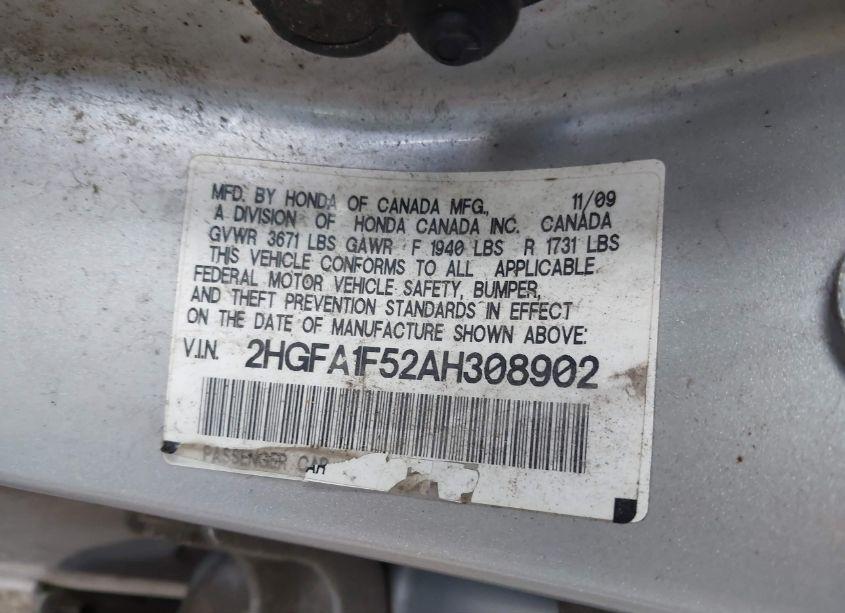 MFD. BY HONDA OF CANADA MFG., 11/09
A DIVISION OF HONDA CANADA INC. CANADA
GVWR 3671 LBS GAWR F 1940 LBS R 1731 LBS
THIS VEHICLE CONFORMS TO ALL APPLICABLE
FEDERAL MOTOR VEHICLE SAFETY, BUMPER,
AND THEFT PREVENTION STANDARDS IN EFFECT
ON THE DATE OF MANUFACTURE SHOWN ABOVE:
V.I.N. 2HGFA1F52AH308902
PASSENGER CAR